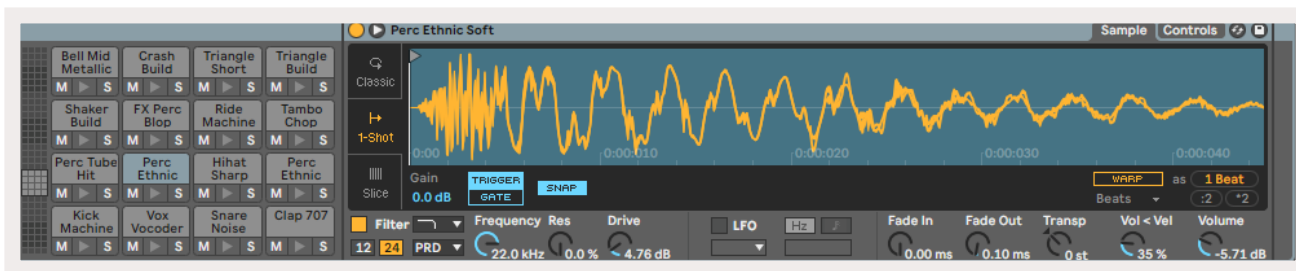 Perc Ethnic Soft
Sample Controls
Bell Mid Metallic
Crash Build
Triangle Short
Triangle Build
M S M S M S M S
Shaker Build
FX Perc Blop
Ride Machine
Tambo Chop
M S M S M S M S
Perc Tube Hit
Perc Ethnic
Hihat Sharp
Perc Ethnic
M S M S M S M S
Kick Machine
Vox Vocoder
Snare Noise
Clap 707
M S M S M S M S
Classic
1-Shot
Slice
0:00 0:00:010 0:00:020 0:00:030 0:00:040
Gain
0.0 dB
TRIGGER
GATE
SNAP
WARP as 1 Beat
Beats :2 *2
Filter
12 24 PRD
Frequency
22.0 kHz
Res
0.0 %
Drive
4.76 dB
LFO Hz
Fade In
0.00 ms
Fade Out
0.10 ms
Transp
0 st
Vol < Vel
35 %
Volume
-5.71 dB